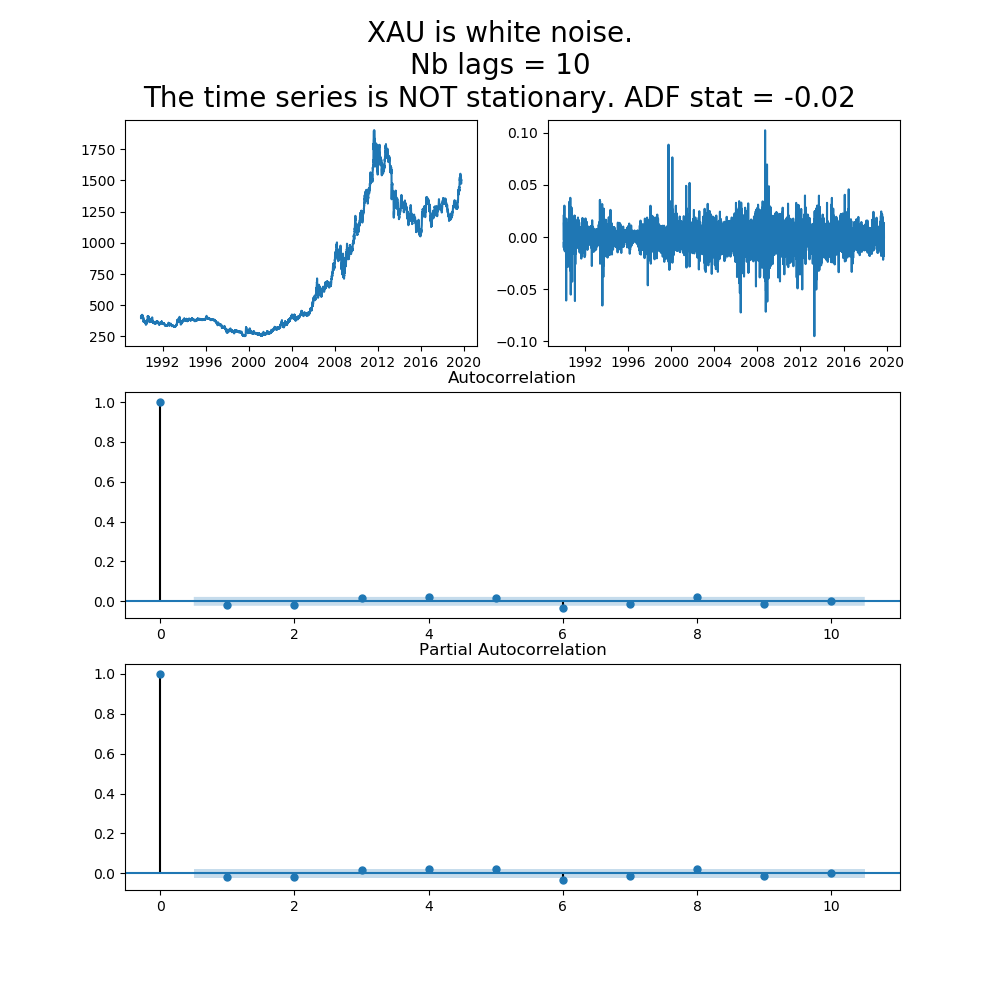 XAU is white noise.
Nb lags = 10
The time series is NOT stationary. ADF stat = -0.02
1750
1500
1250
1000
750
500
250
1992 1996 2000 2004 2008 2012 2016 2020
0.10
0.05
0.00
−0.05
−0.10
1992 1996 2000 2004 2008 2012 2016 2020
Autocorrelation
1.0
0.8
0.6
0.4
0.2
0.0
0 2 4 6 8 10
Partial Autocorrelation
1.0
0.8
0.6
0.4
0.2
0.0
0 2 4 6 8 10